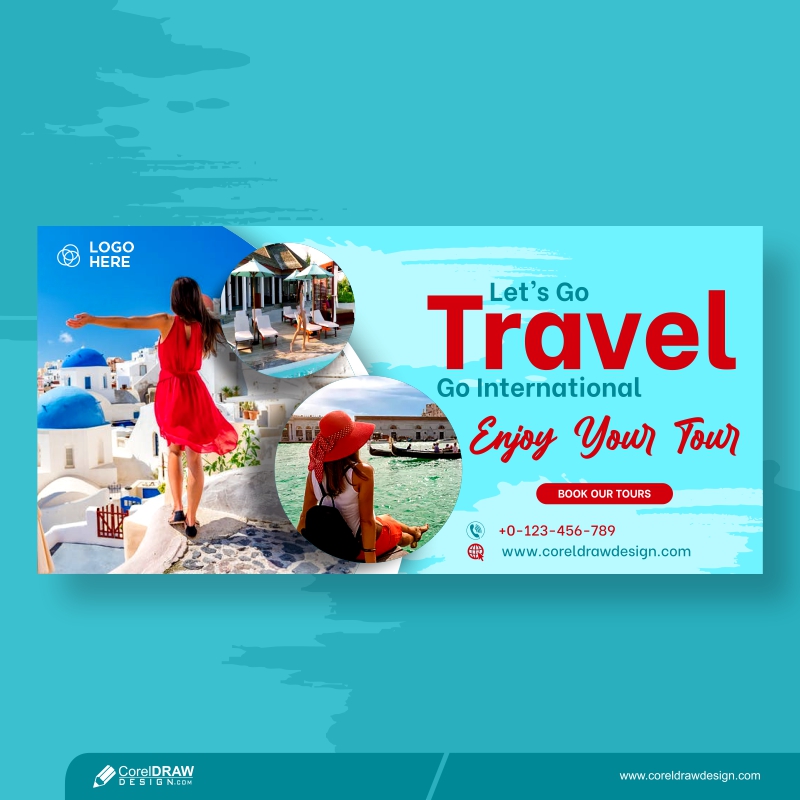 LOGO
HERE
Let's Go
Travel
Go International
Enjoy Your Tour
BOOK OUR TOURS
+0-123-456-789
www.coreldrawdesign.com
CorelDRAW
DESIGN.COM
www.coreldrawdesign.com